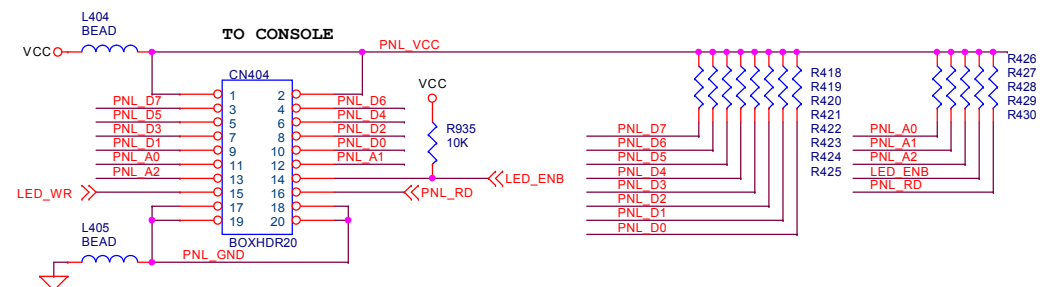 L404
BEAD
TO CONSOLE
VCC
PNL_VCC
CN404
VCC
R935
10K
1 2
PNL_D7 3 4 PNL_D6
PNL_D5 5 6 PNL_D4
PNL_D3 7 8 PNL_D2
PNL_D1 9 10 PNL_D0
PNL_A0 11 12 PNL_A1
PNL_A2 13 14 LED_ENB
LED_WR 15 16 PNL_RD
17 18
19 20
BOXHDR20
L405
BEAD
PNL_GND
R418
R419
R420
R421
R422
R423
R424
R425
PNL_D7
PNL_D6
PNL_D5
PNL_D4
PNL_D3
PNL_D2
PNL_D1
PNL_D0
R426
R427
R428
R429
R430
PNL_A0
PNL_A1
PNL_A2
LED_ENB
PNL_RD